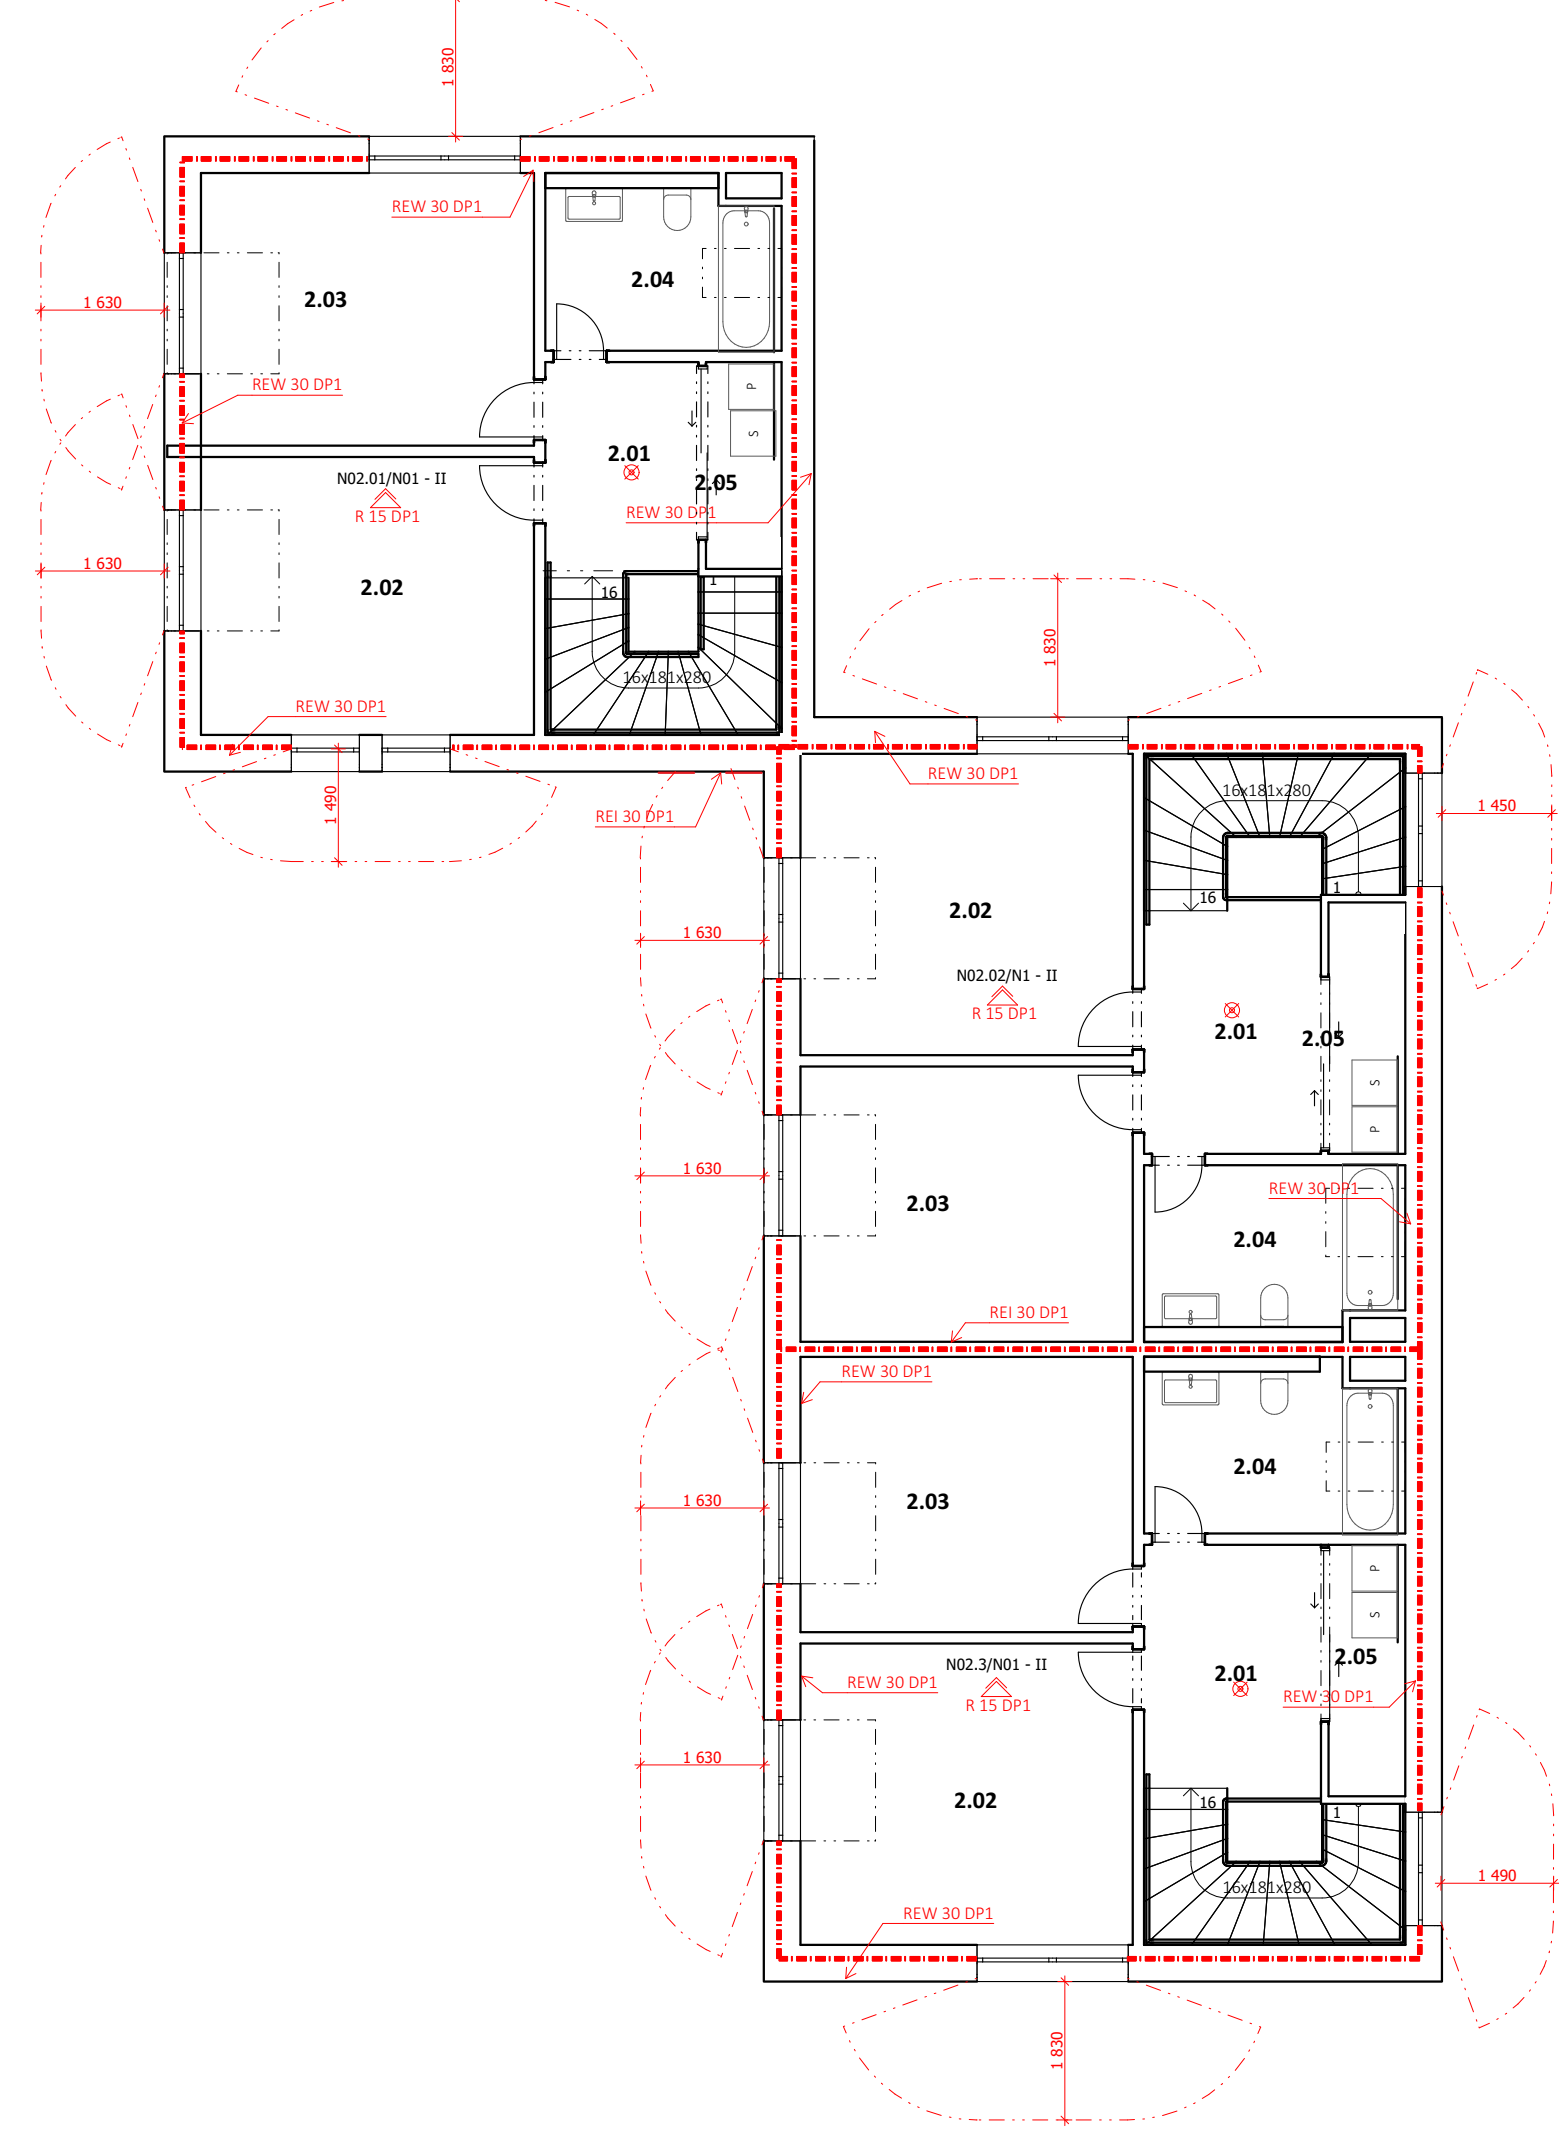 1 830
REW 30 DP1
2.04
2.03
1 630
REW 30 DP1
P
S
2.01
N02.01/N01 - II
R 15 DP1
2.05
REW 30 DP1
1 630
2.02
16
1
16x181x280
REW 30 DP1
1 830
REW 30 DP1
1 490
REI 30 DP1
16x181x280
1 450
16
1
2.02
1 630
N02.02/N1 - II
R 15 DP1
2.01
2.05
S
P
1 630
2.03
REW 30 DP1
2.04
REI 30 DP1
REW 30 DP1
2.04
1 630
2.03
P
S
N02.3/N01 - II
R 15 DP1
REW 30 DP1
2.01
2.05
REW 30 DP1
1 630
2.02
16
1
16x181x280
1 490
REW 30 DP1
1 830